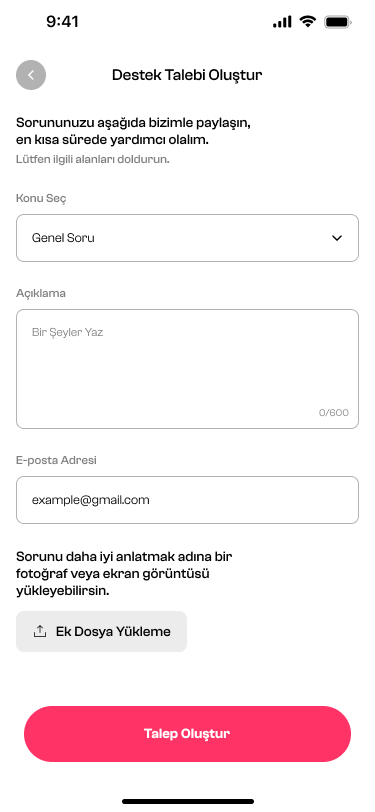 9:41
Destek Talebi Oluştur
Sorununuzu aşağıda bizimle paylaşın,
en kısa sürede yardımcı olalım.
Lütfen ilgili alanları doldurun.
Konu Seç
Genel Soru
Açıklama
Bir Şeyler Yaz
0/600
E-posta Adresi
example@gmail.com
Sorunu daha iyi anlatmak adına bir
fotoğraf veya ekran görüntüsü
yükleyebilirsin.
Ek Dosya Yükleme
Talep Oluştur